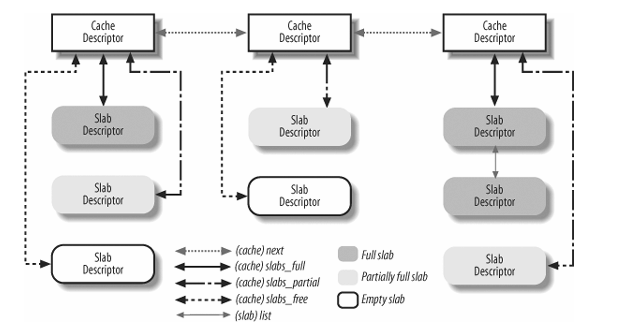 Cache
Descriptor
Cache
Descriptor
Cache
Descriptor
Slab
Descriptor
Slab
Descriptor
Slab
Descriptor
Slab
Descriptor
Slab
Descriptor
Slab
Descriptor
Slab
Descriptor
Slab
Descriptor
(cache) next
(cache) slabs_full
(cache) slabs_partial
(cache) slabs_free
(slab) list
Full slab
Partially full slab
Empty slab